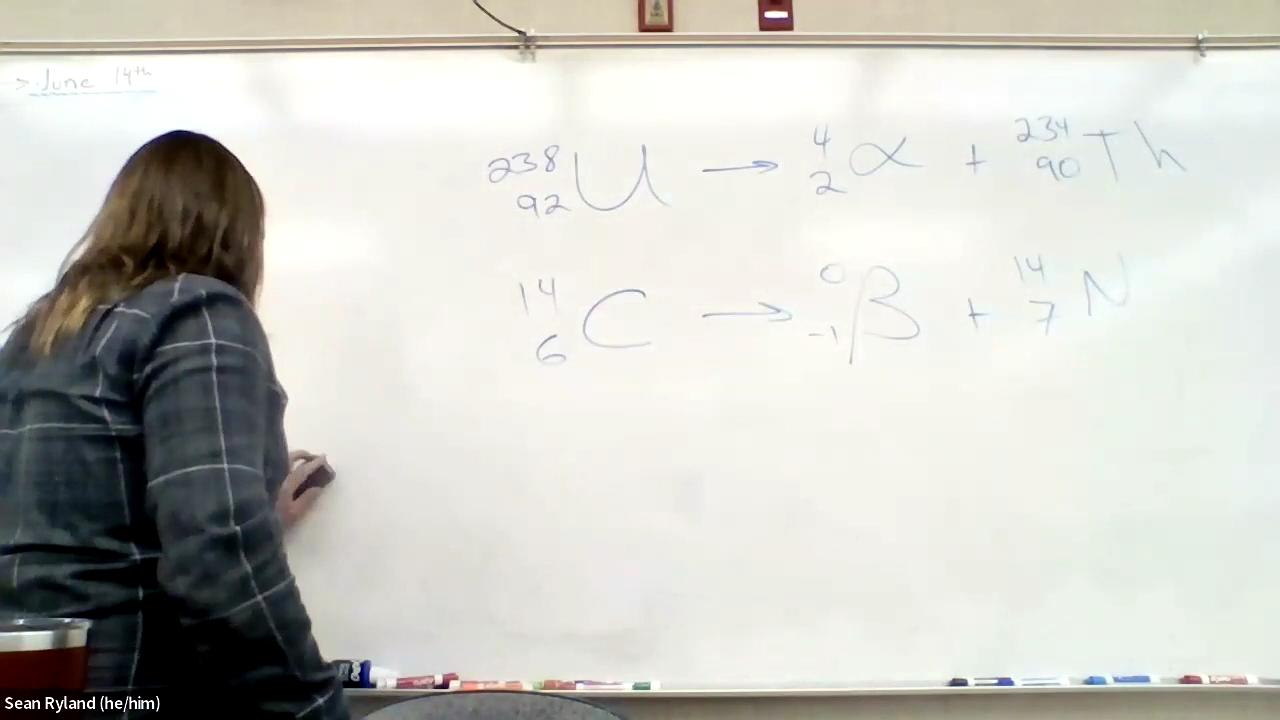 > June 14th
238 92 U → 4 2 α + 234 90 Th
14 6 C → 0 -1 β + 14 7 N
Sean Ryland (he/him)